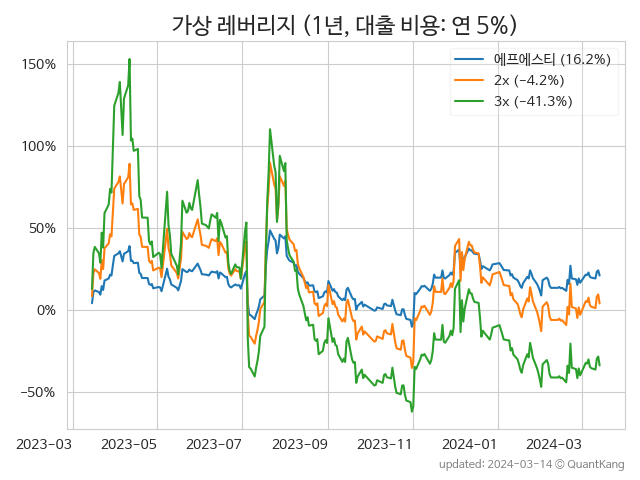 가상 레버리지 (1년, 대출 비용: 연 5%)
에프에스티 (16.2%)
2x (−4.2%)
3x (−41.3%)
150%
100%
50%
0%
−50%
2023-03 2023-05 2023-07 2023-09 2023-11 2024-01 2024-03
updated: 2024-03-14 © QuantKang